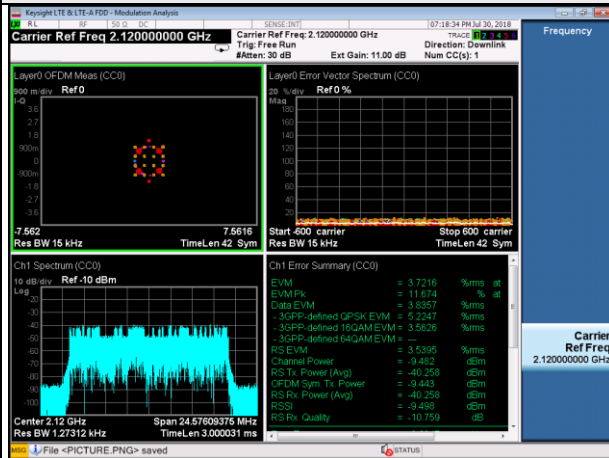 Keysight LTE & LTE-A FDD - Modulation Analysis
RL RF 50 Ω DC SENSE:INT 07:18:34 PM Jul 30, 2018
Carrier Ref Freq 2.120000000 GHz
Carrier Ref Freq: 2.120000000 GHz
Trig: Free Run
#Atten: 30 dB
Ext Gain: 11.00 dB
TRACE 1 2 3 4 5 6
Direction: Downlink
Num CC(s): 1
Frequency
Layer0 OFDM Meas (CC0)
900 m/div Ref 0
I-Q
3.6
2.7
1.8
900m
0
-900m
-1.8
-2.7
-3.6
-7.562 7.5616
Res BW 15 kHz TimeLen 42 Sym
Layer0 Error Vector Spectrum (CC0)
20 %/div Ref 0 %
Mag
180
160
140
120
100
80
60
40
20
Start -600 carrier Stop 600 carrier
Res BW 15 kHz TimeLen 42 Sym
Ch1 Spectrum (CC0)
10 dB/div Ref -10 dBm
Log
-20
-30
-40
-50
-60
-70
-80
-90
-100
Center 2.12 GHz Span 24.57609375 MHz
Res BW 1.27312 kHz TimeLen 3.000031 ms
Ch1 Error Summary (CC0)
EVM = 3.7216 %rms at
EVM Pk = 11.674 % at
Data EVM = 3.8357 %rms
- 3GPP-defined QPSK EVM = 5.2247 %rms
- 3GPP-defined 16QAM EVM = 3.5626 %rms
- 3GPP-defined 64QAM EVM = ---
RS EVM = 3.5395 %rms
Channel Power = -9.482 dBm
RS Tx. Power (Avg) = -40.258 dBm
OFDM Sym. Tx. Power = -9.443 dBm
RS Rx. Power (Avg) = -40.258 dBm
RSSI = -9.498 dBm
RS Rx. Quality = -10.759 dB
Carrier
Ref Freq
2.120000000 GHz
MSG File <PICTURE.PNG> saved STATUS